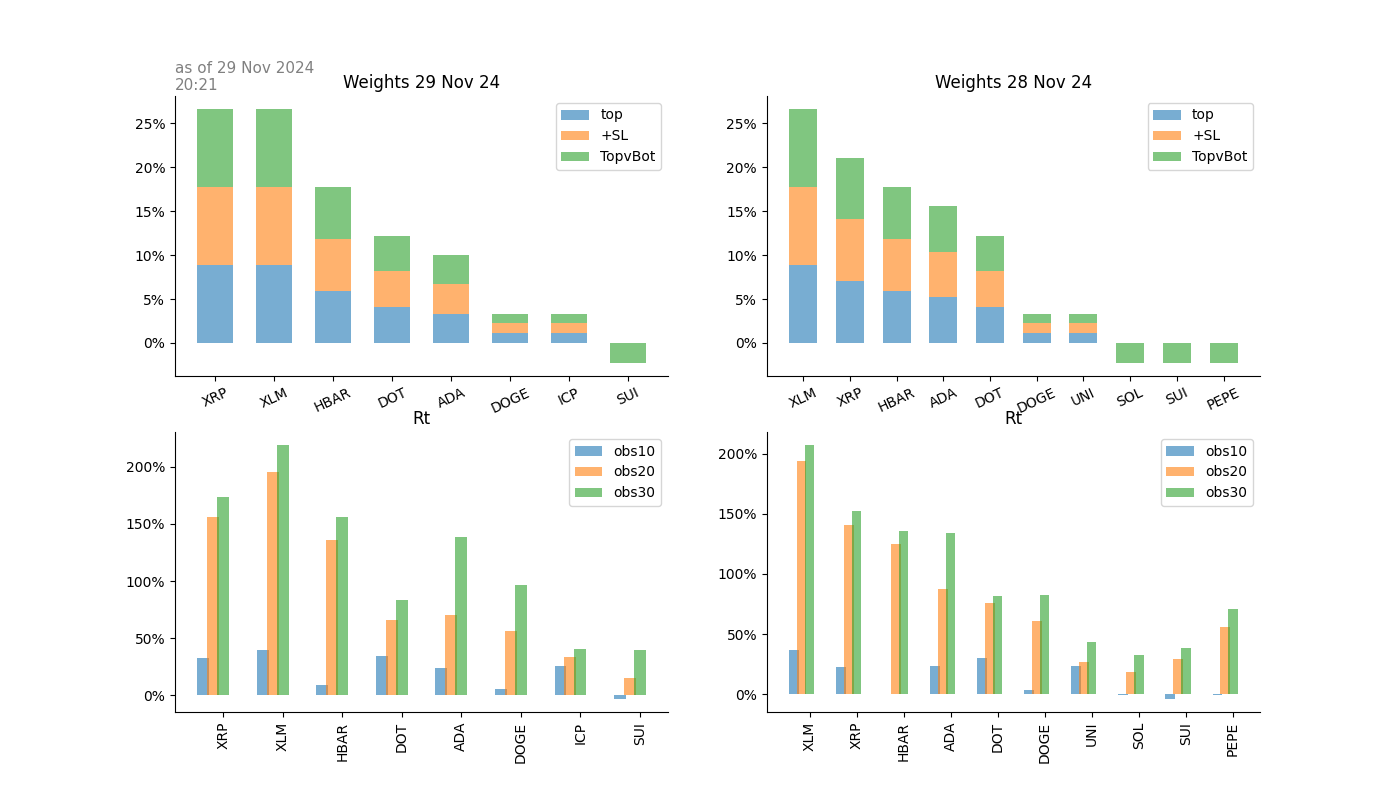 as of 29 Nov 2024
20:21
Weights 29 Nov 24
25%
20%
15%
10%
5%
0%
top
+SL
TopvBot
XRP
XLM
HBAR
DOT
ADA
DOGE
ICP
SUI
Weights 28 Nov 24
25%
20%
15%
10%
5%
0%
top
+SL
TopvBot
XLM
XRP
HBAR
ADA
DOT
DOGE
UNI
SOL
SUI
PEPE
Rt
200%
150%
100%
50%
0%
obs10
obs20
obs30
XRP
XLM
HBAR
DOT
ADA
DOGE
ICP
SUI
Rt
200%
150%
100%
50%
0%
obs10
obs20
obs30
XLM
XRP
HBAR
ADA
DOT
DOGE
UNI
SOL
SUI
PEPE